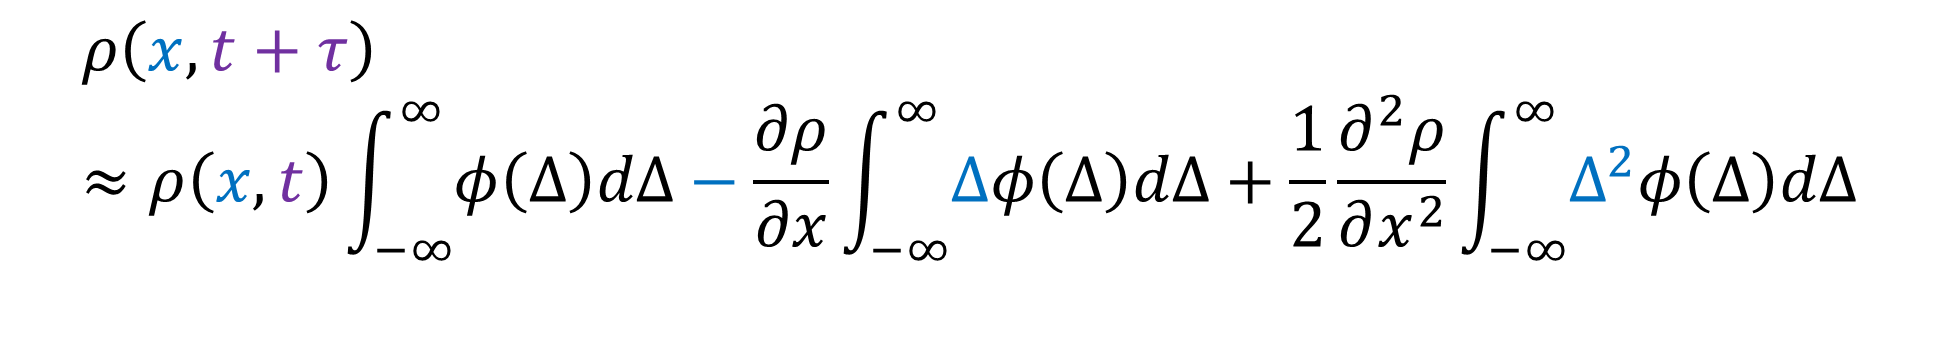 ρ(x, t + τ)
≈ ρ(x, t) ∫_{−∞}^{∞} ϕ(Δ)dΔ − ∂ρ/∂x ∫_{−∞}^{∞} Δϕ(Δ)dΔ + 1/2 ∂²ρ/∂x² ∫_{−∞}^{∞} Δ²ϕ(Δ)dΔ